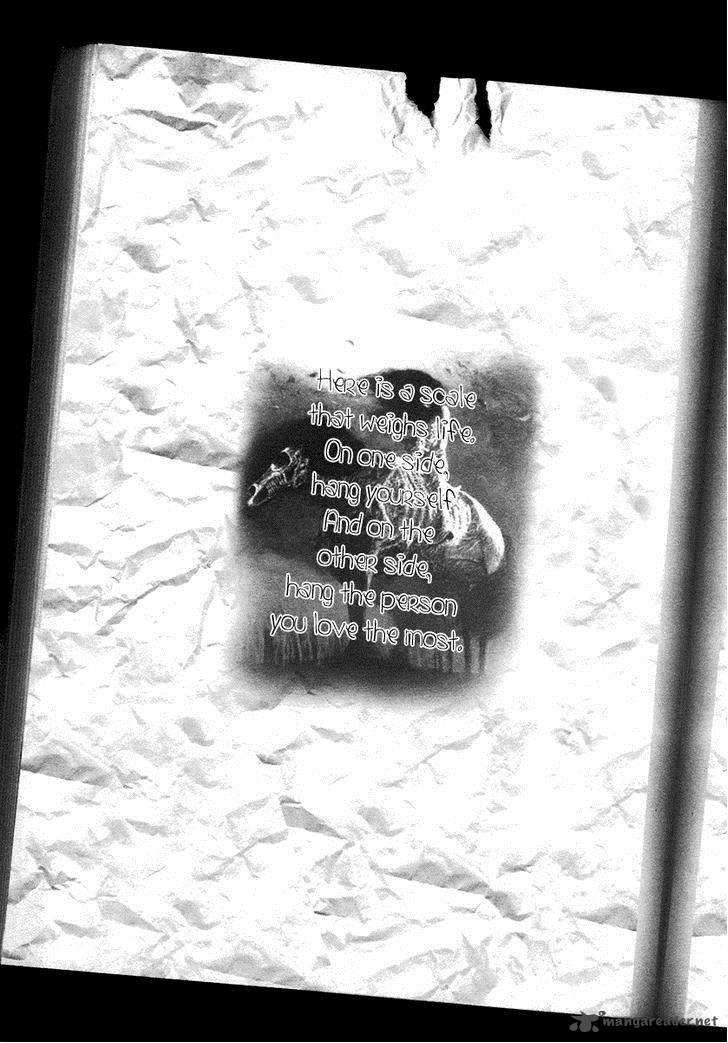 Here is a scale
that weighs life.
On one side,
hang yourself
And on the
other side,
hang the person
you love the most.
mangareader.net